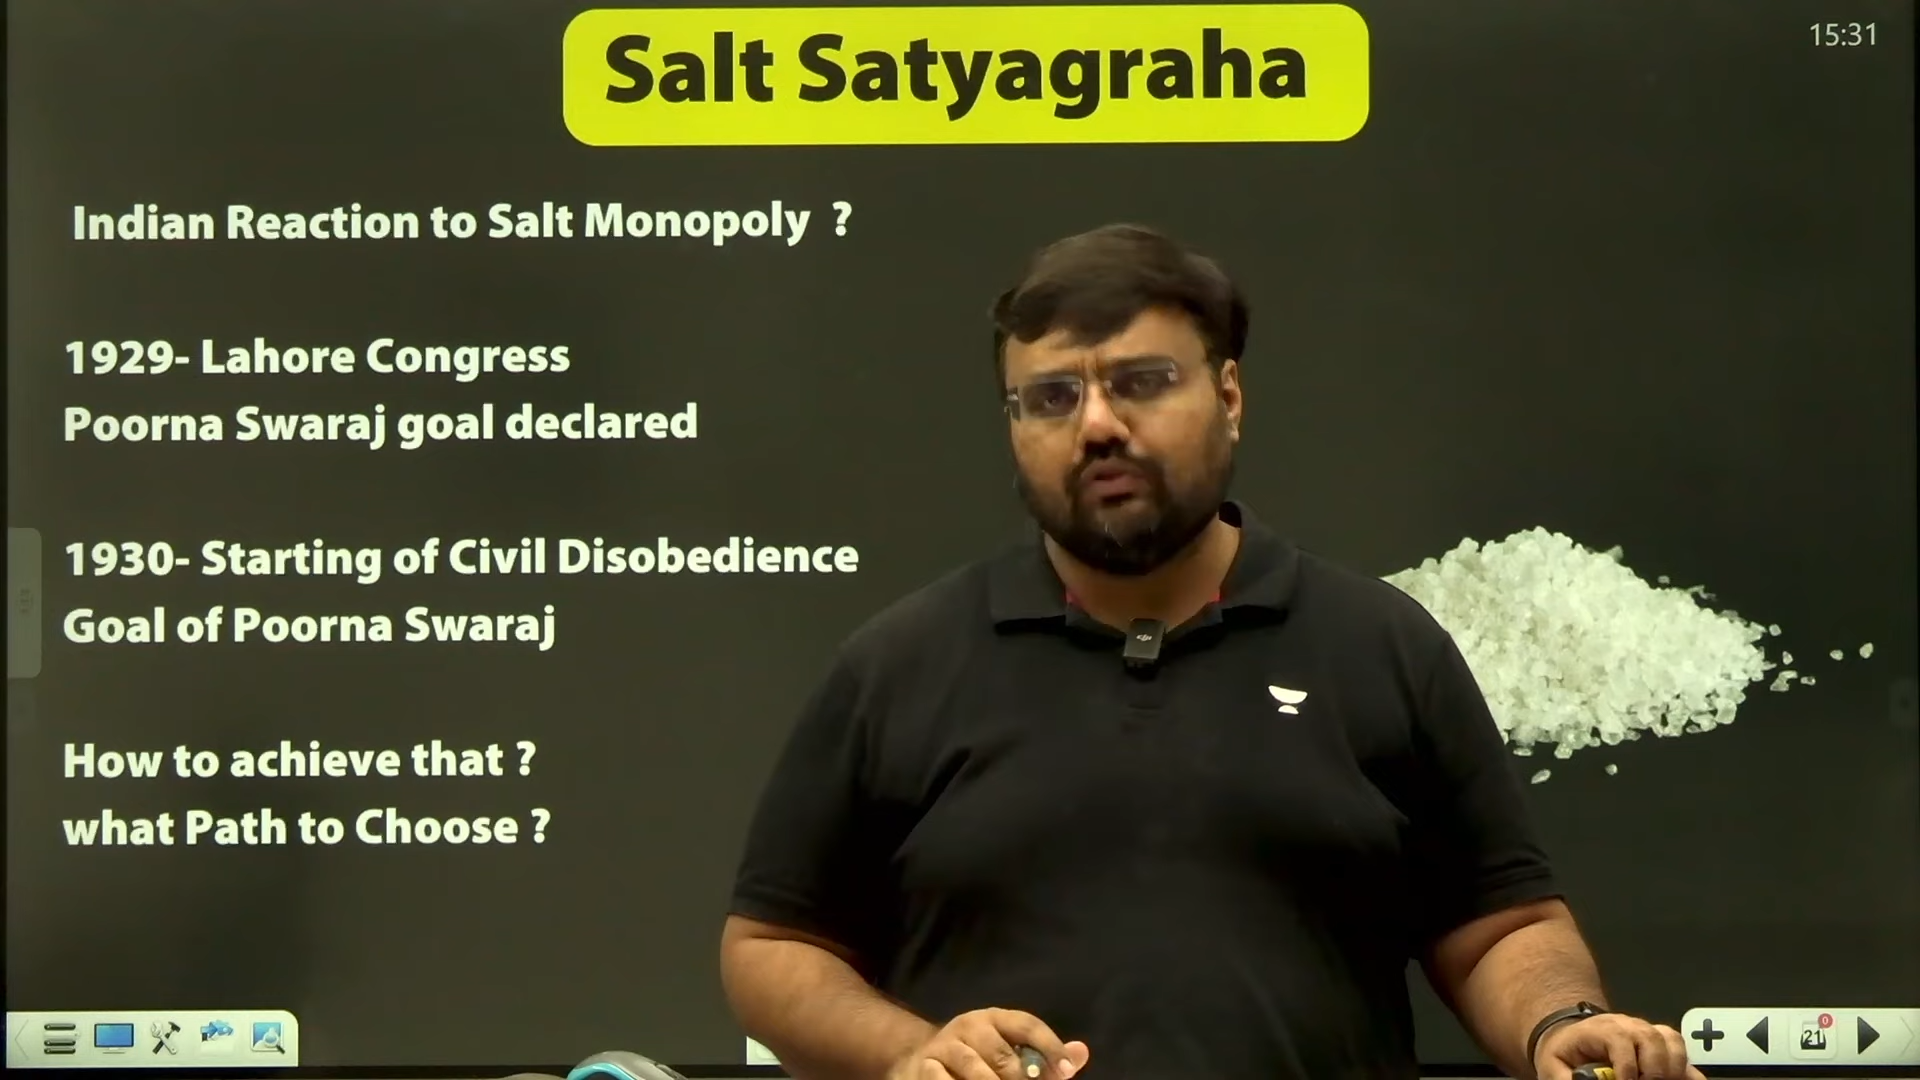 Salt Satyagraha
15:31
Indian Reaction to Salt Monopoly ?
1929- Lahore Congress
Poorna Swaraj goal declared
1930- Starting of Civil Disobedience
Goal of Poorna Swaraj
How to achieve that ?
what Path to Choose ?
21
0